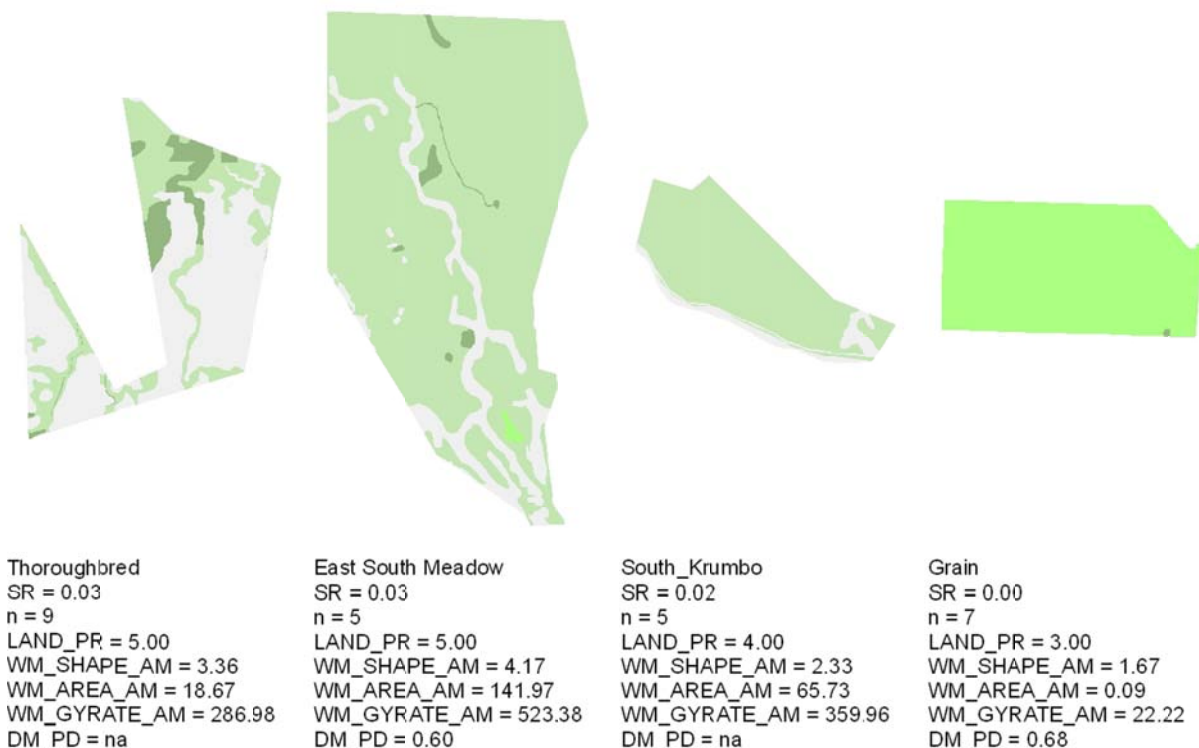 Thoroughbred
SR = 0.03
n = 9
LAND_PR = 5.00
WM_SHAPE_AM = 3.36
WM_AREA_AM = 18.67
WM_GYRATE_AM = 286.98
DM_PD = na
East South Meadow
SR = 0.03
n = 5
LAND_PR = 5.00
WM_SHAPE_AM = 4.17
WM_AREA_AM = 141.97
WM_GYRATE_AM = 523.38
DM_PD = 0.60
South_Krumbo
SR = 0.02
n = 5
LAND_PR = 4.00
WM_SHAPE_AM = 2.33
WM_AREA_AM = 65.73
WM_GYRATE_AM = 359.96
DM_PD = na
Grain
SR = 0.00
n = 7
LAND_PR = 3.00
WM_SHAPE_AM = 1.67
WM_AREA_AM = 0.09
WM_GYRATE_AM = 22.22
DM_PD = 0.68